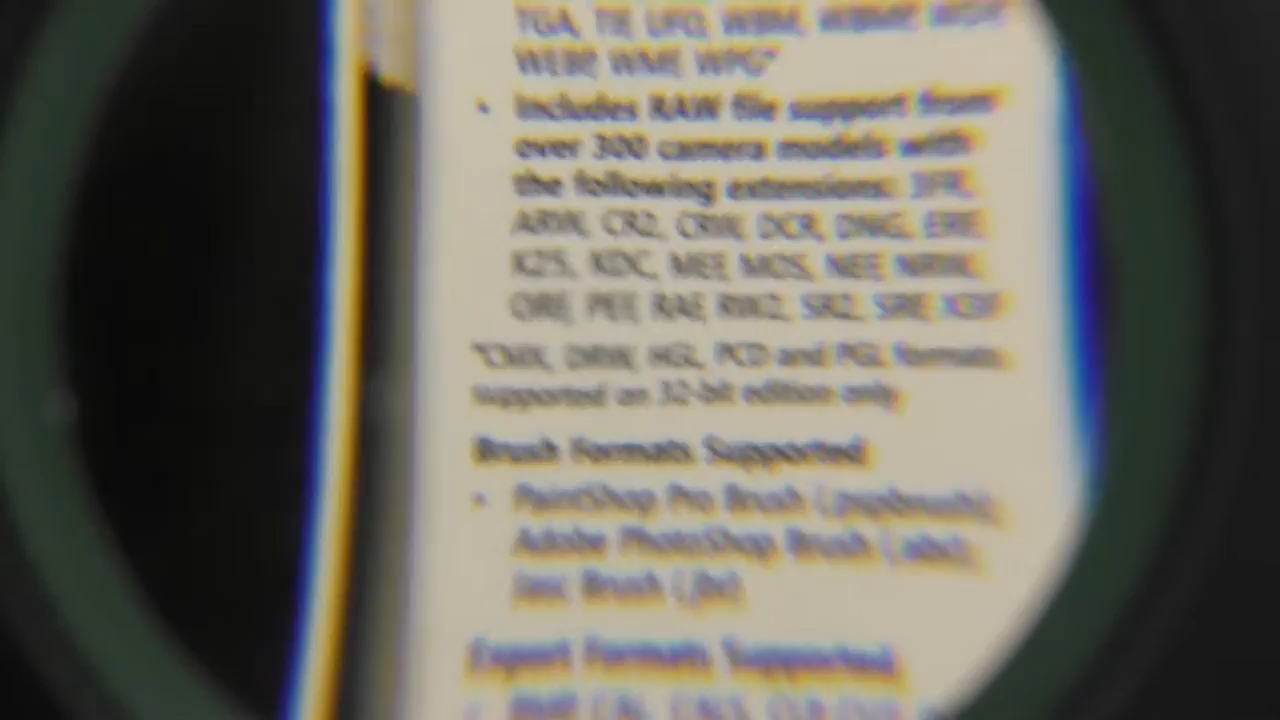 TGA, TIF, UFO, WBM, WBMP,
WEBP, WMF, WPG*
• Includes RAW file support from
over 300 camera models with
the following extensions: 3FR,
ARW, CR2, CRW, DCR, DNG, ERF,
K25, KDC, MEF, MOS, NEF, NRW,
ORF, PEF, RAF, RW2, SR2, SRF, X3F
*CMX, DRW, HGL, PCD and PGL formats
supported on 32-bit edition only
Brush Formats Supported
• PaintShop Pro Brush (.pspbrush);
Adobe PhotoShop Brush (.abr);
Jasc Brush (.jbr)
Export Formats Supported
• BMP, CAL,